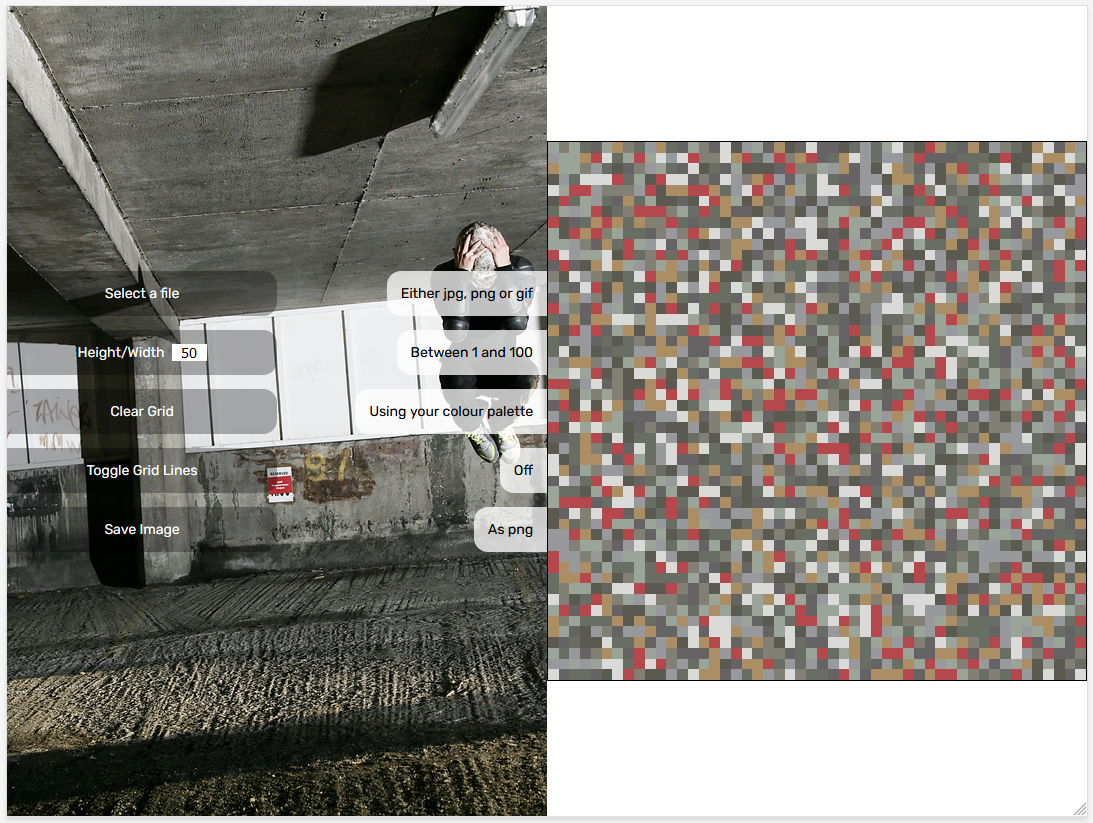 Select a file
Either jpg, png or gif
Height/Width 50
Between 1 and 100
Clear Grid
Using your colour palette
Toggle Grid Lines
Off
RESERVED
Save Image
As png